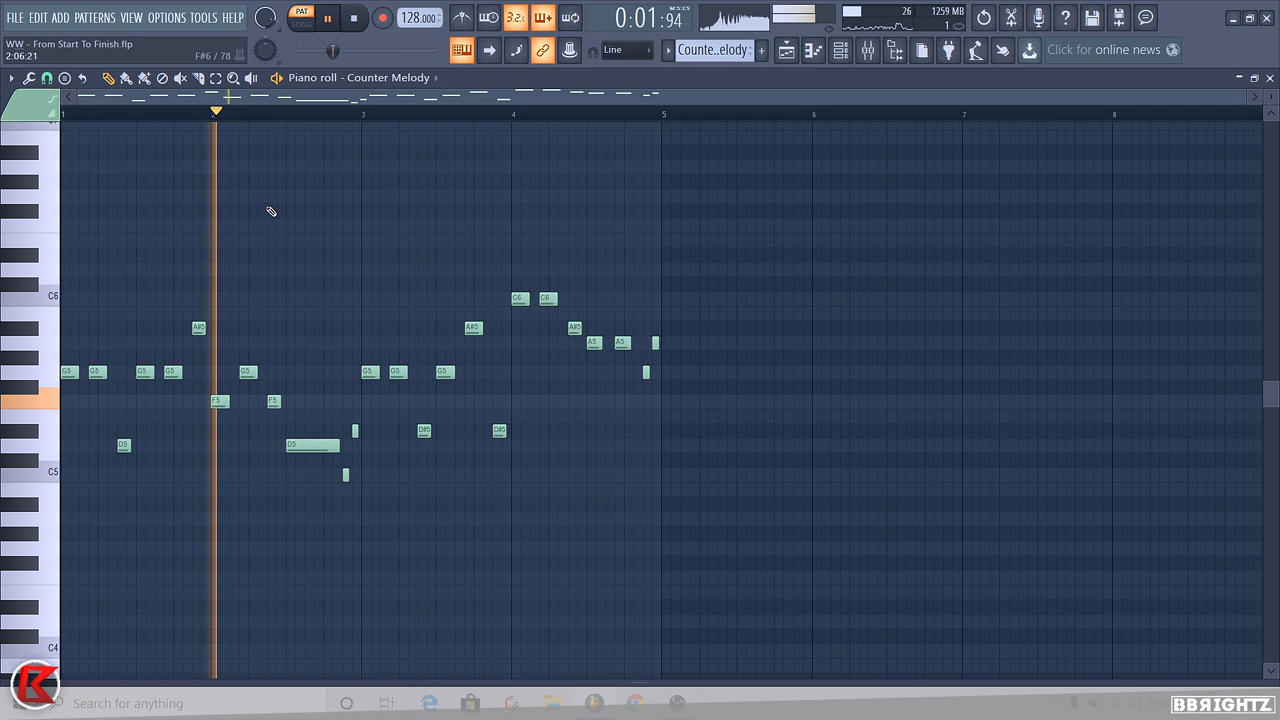 FILE EDIT ADD PATTERNS VIEW OPTIONS TOOLS HELP
PAT
SONG
128.000
3.2.
0:01:94
M:S:CS
26
1259 MB
1
WW - From Start To Finish.flp
2:06:21
F#6 / 78
Line
Counte..elody
Click for online news
Piano roll - Counter Melody
1
3
4
5
6
7
8
C6
C6
C6
A#5
A#5
A#5
A5
A5
G5
G5
G5
G5
G5
G5
G5
G5
F5
F5
D#5
D#5
D5
D5
C5
C4
Search for anything
BBRIGHTZ